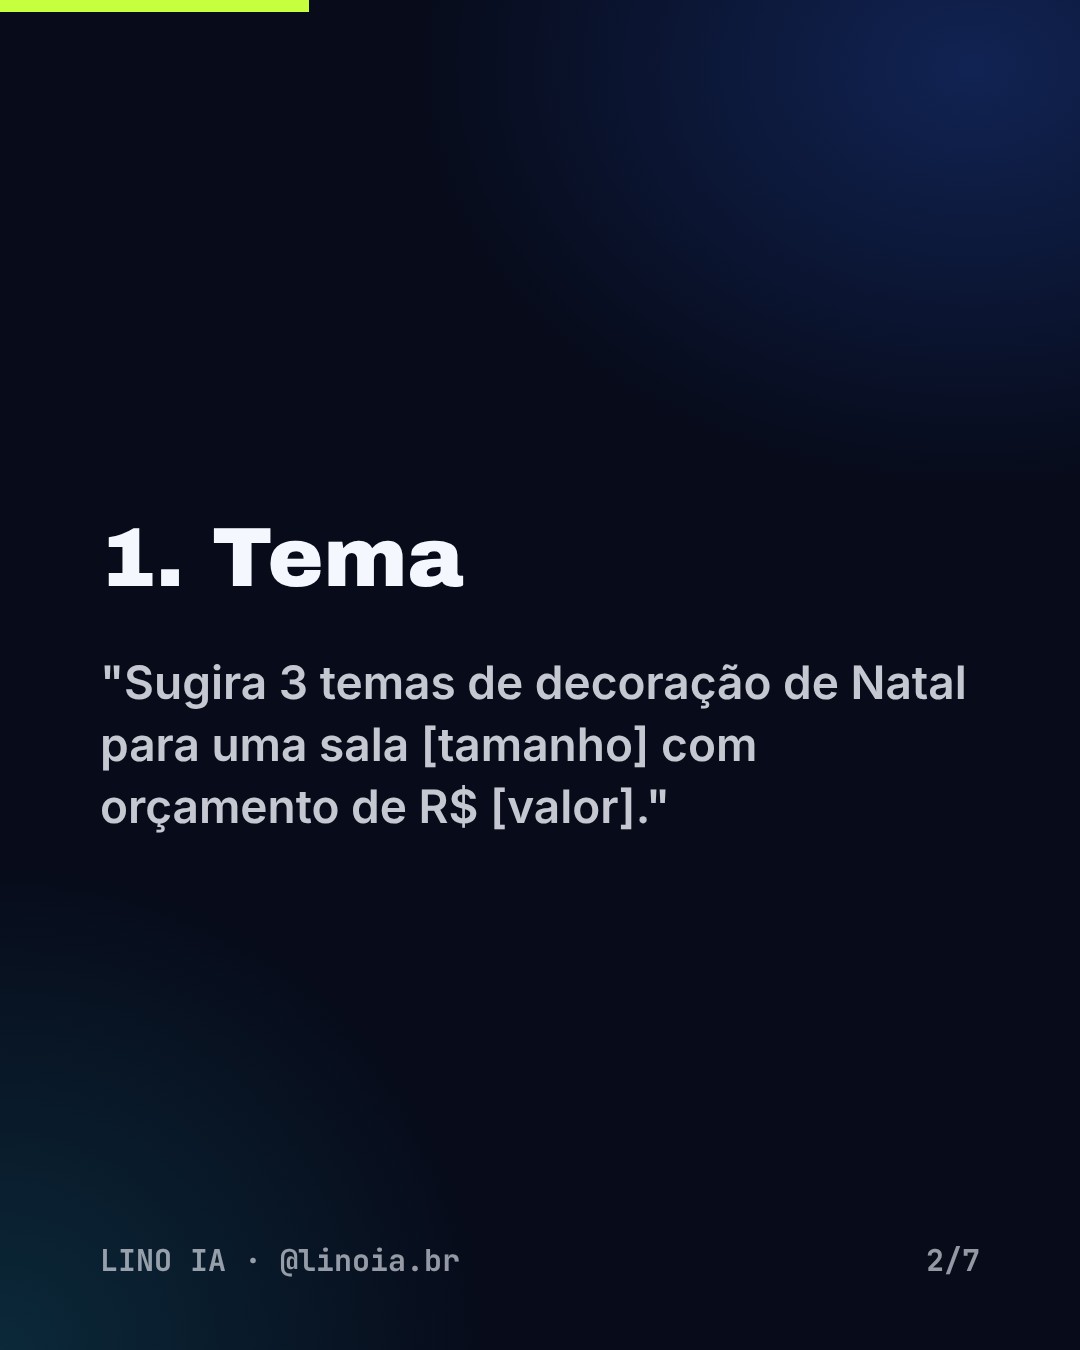 1. Tema
"Sugira 3 temas de decoração de Natal
para uma sala [tamanho] com
orçamento de R$ [valor]."
LINO IA · @linoia.br
2/7